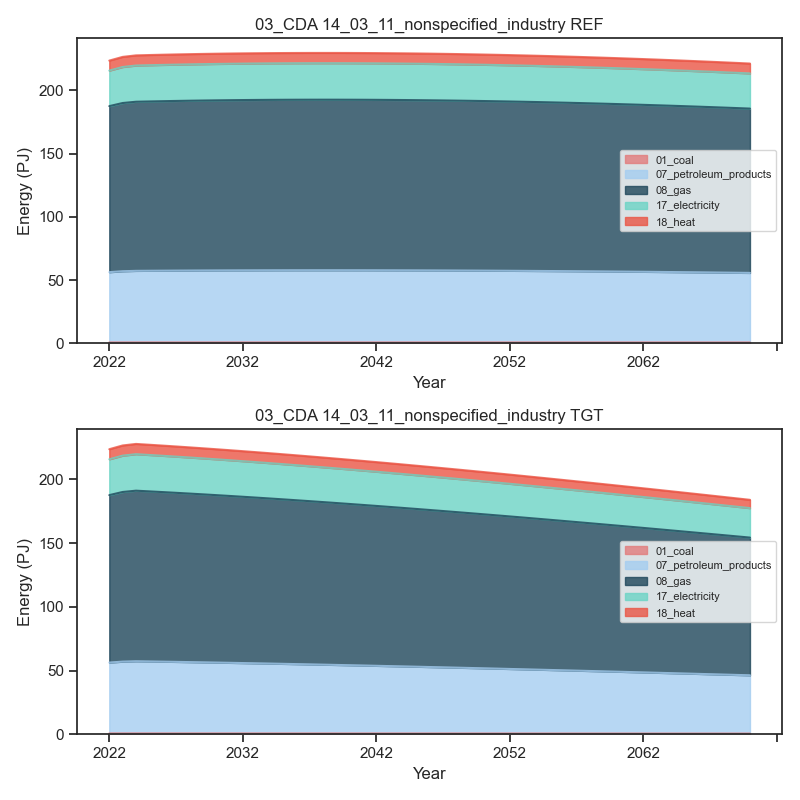 03_CDA 14_03_11_nonspecified_industry REF
Energy (PJ)
200
150
100
50
0
01_coal
07_petroleum_products
08_gas
17_electricity
18_heat
2022 2032 2042 2052 2062
Year
03_CDA 14_03_11_nonspecified_industry TGT
Energy (PJ)
200
150
100
50
0
01_coal
07_petroleum_products
08_gas
17_electricity
18_heat
2022 2032 2042 2052 2062
Year